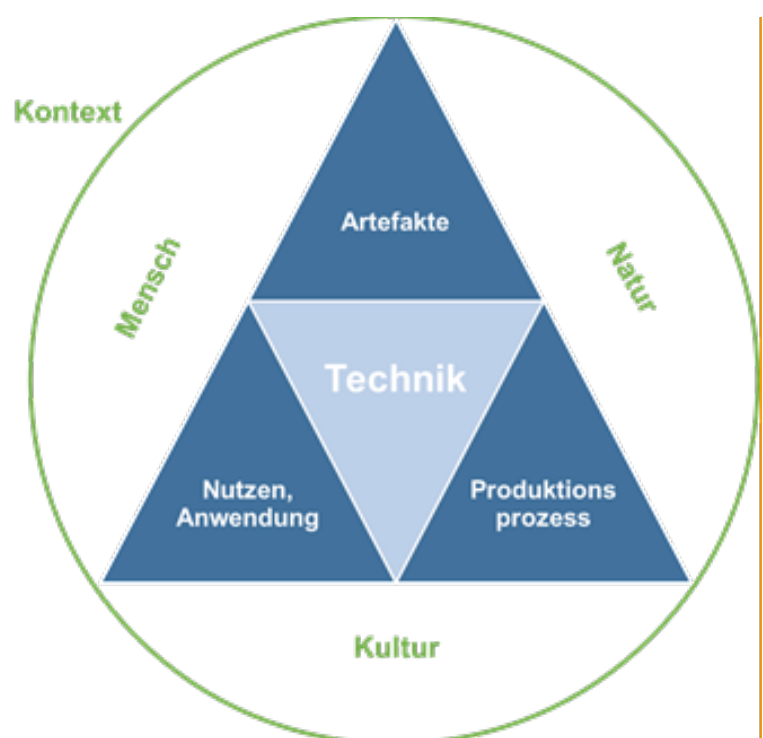 Kontext
Artefakte
Mensch
Natur
Technik
Nutzen,
Anwendung
Produktions
prozess
Kultur